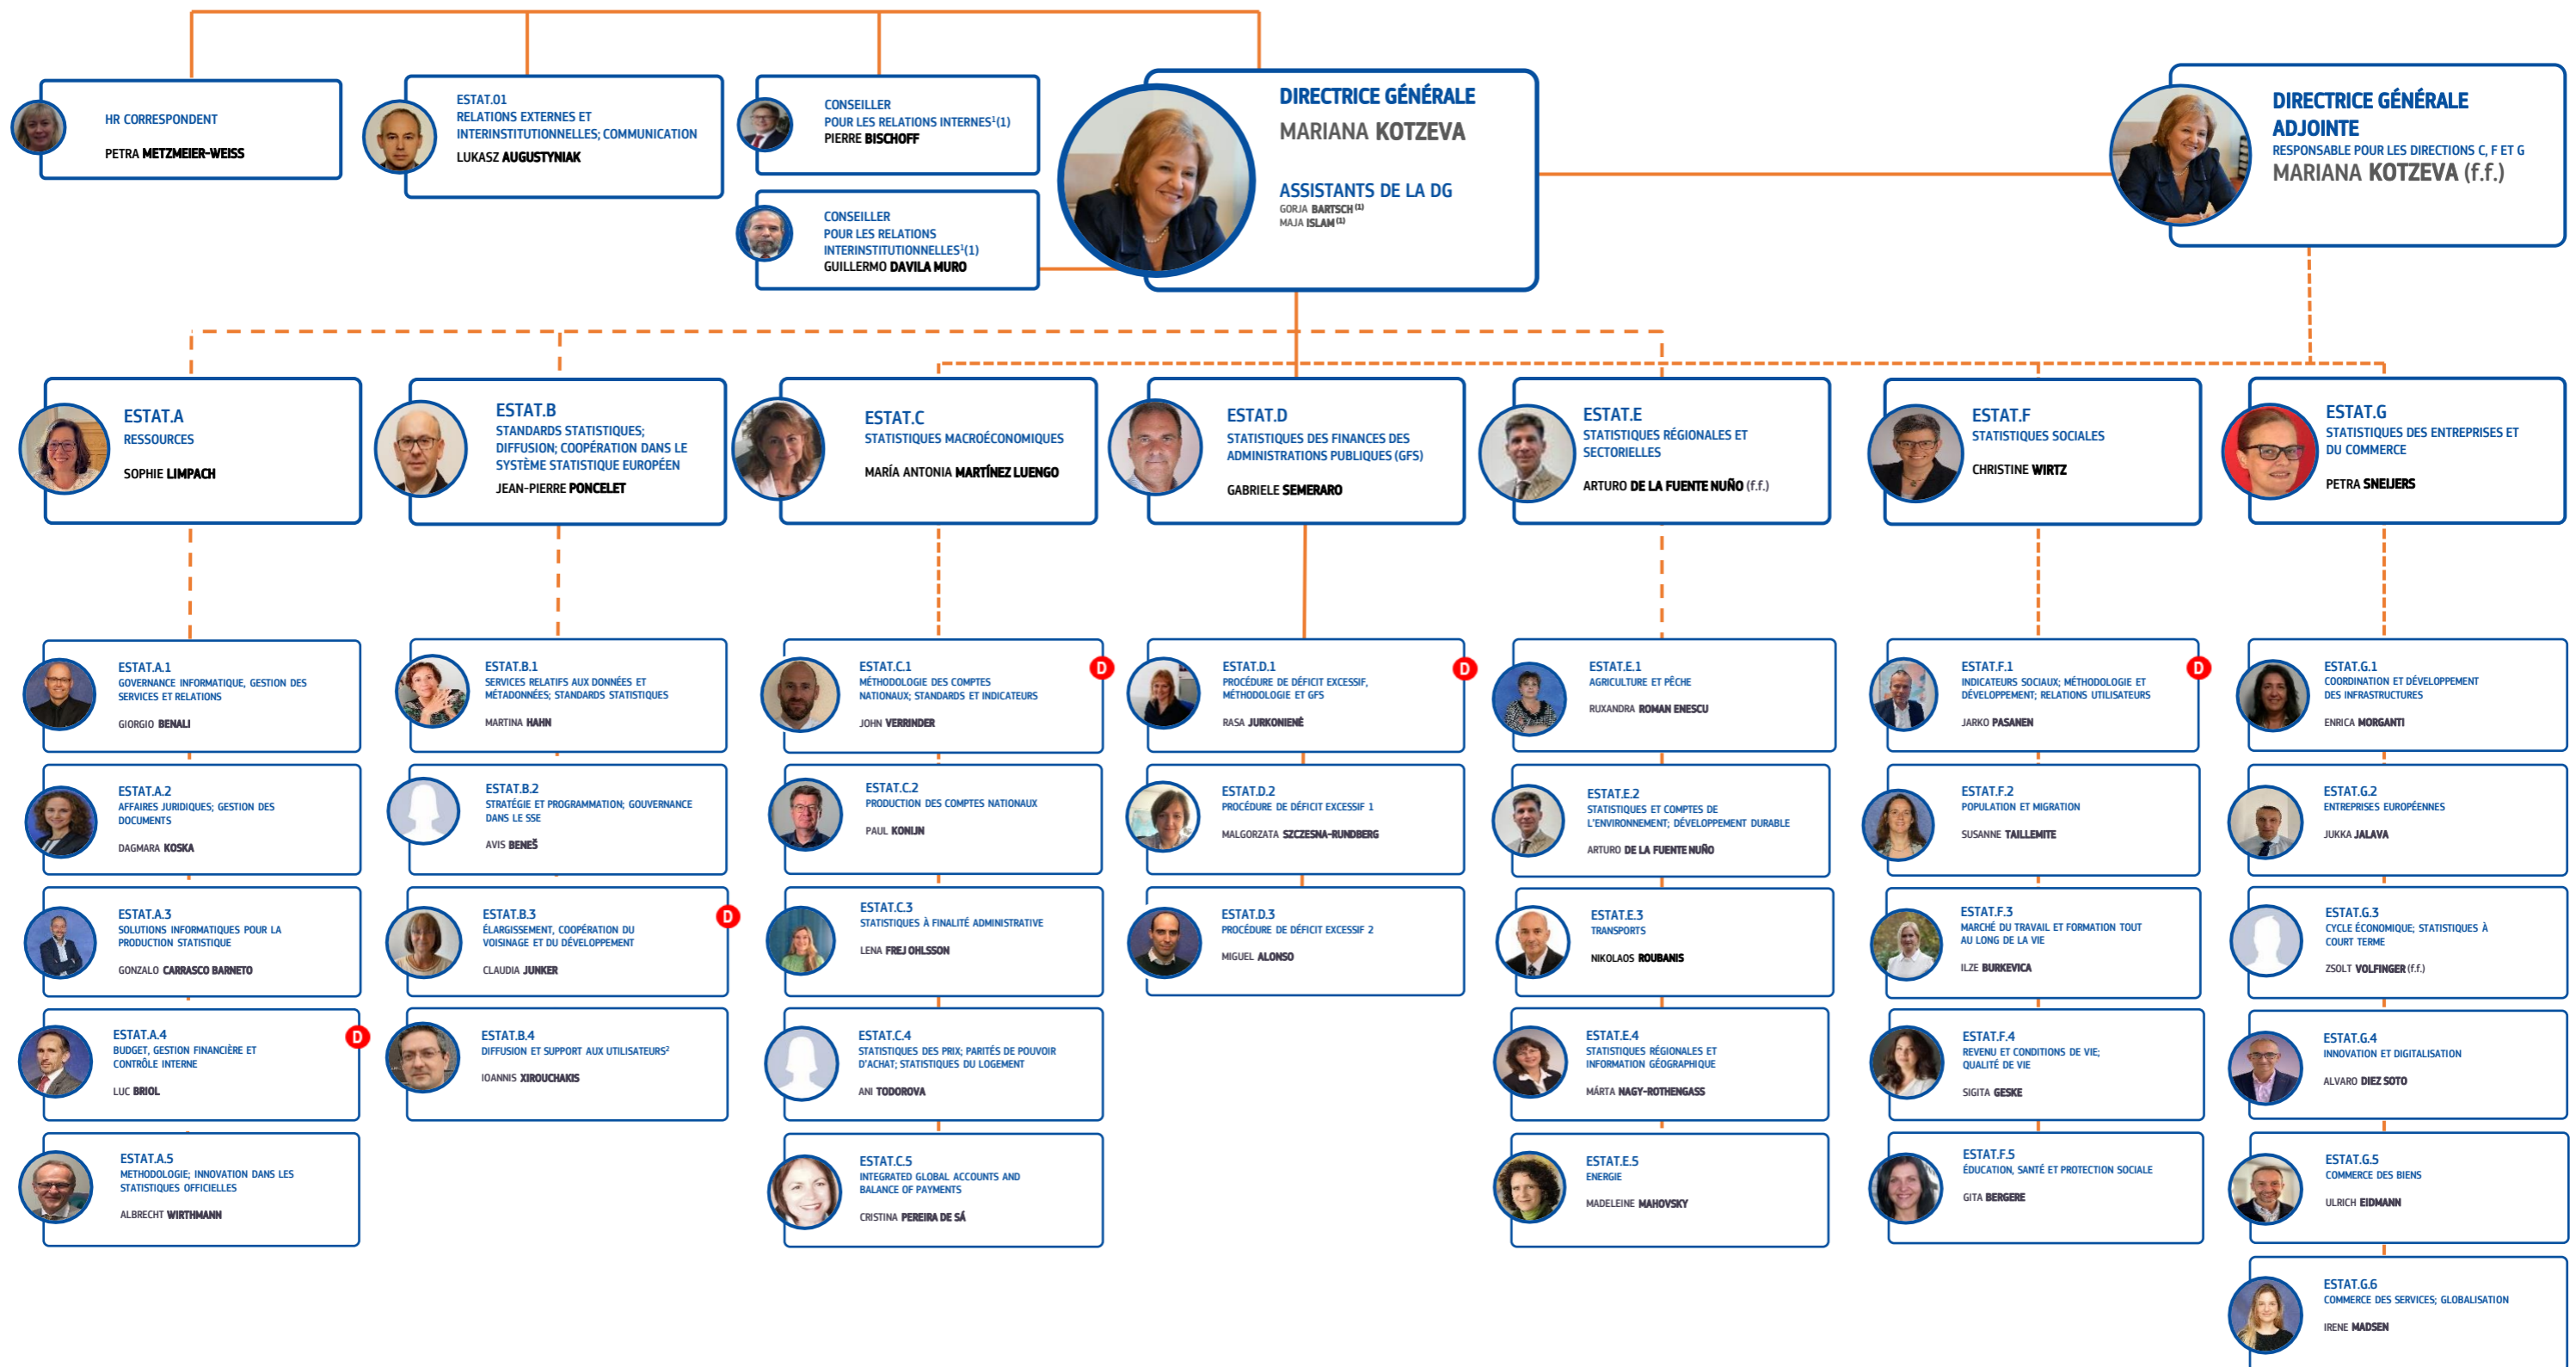 HR CORRESPONDENT
PETRA METZMEIER-WEISS
ESTAT.01
RELATIONS EXTERNES ET
INTERINSTITUTIONNELLES; COMMUNICATION
LUKASZ AUGUSTYNIAK
CONSEILLER
POUR LES RELATIONS INTERNES¹(1)
PIERRE BISCHOFF
CONSEILLER
POUR LES RELATIONS
INTERINSTITUTIONNELLES¹(1)
GUILLERMO DAVILA MURO
DIRECTRICE GÉNÉRALE
MARIANA KOTZEVA
ASSISTANTS DE LA DG
GORJA BARTSCH (1)
MAJA ISLAM (1)
DIRECTRICE GÉNÉRALE
ADJOINTE
RESPONSABLE POUR LES DIRECTIONS C, F ET G
MARIANA KOTZEVA (f.f.)
ESTAT.A
RESSOURCES
SOPHIE LIMPACH
ESTAT.B
STANDARDS STATISTIQUES;
DIFFUSION; COOPÉRATION DANS LE
SYSTÈME STATISTIQUE EUROPÉEN
JEAN-PIERRE PONCELET
ESTAT.C
STATISTIQUES MACROÉCONOMIQUES
MARÍA ANTONIA MARTÍNEZ LUENGO
ESTAT.D
STATISTIQUES DES FINANCES DES
ADMINISTRATIONS PUBLIQUES (GFS)
GABRIELE SEMERARO
ESTAT.E
STATISTIQUES RÉGIONALES ET
SECTORIELLES
ARTURO DE LA FUENTE NUÑO (f.f.)
ESTAT.F
STATISTIQUES SOCIALES
CHRISTINE WIRTZ
ESTAT.G
STATISTIQUES DES ENTREPRISES ET
DU COMMERCE
PETRA SNEIJERS
ESTAT.A.1
GOVERNANCE INFORMATIQUE, GESTION DES
SERVICES ET RELATIONS
GIORGIO BENALI
ESTAT.A.2
AFFAIRES JURIDIQUES; GESTION DES
DOCUMENTS
DAGMARA KOSKA
ESTAT.A.3
SOLUTIONS INFORMATIQUES POUR LA
PRODUCTION STATISTIQUE
GONZALO CARRASCO BARNETO
ESTAT.A.4
BUDGET, GESTION FINANCIÈRE ET
CONTRÔLE INTERNE
LUC BRIOL
D
ESTAT.A.5
METHODOLOGIE; INNOVATION DANS LES
STATISTIQUES OFFICIELLES
ALBRECHT WIRTHMANN
ESTAT.B.1
SERVICES RELATIFS AUX DONNÉES ET
MÉTADONNÉES; STANDARDS STATISTIQUES
MARTINA HAHN
ESTAT.B.2
STRATÉGIE ET PROGRAMMATION; GOUVERNANCE
DANS LE SSE
AVIS BENEŠ
ESTAT.B.3
ÉLARGISSEMENT, COOPÉRATION DU
VOISINAGE ET DU DÉVELOPPEMENT
CLAUDIA JUNKER
D
ESTAT.B.4
DIFFUSION ET SUPPORT AUX UTILISATEURS²
IOANNIS XIROUCHAKIS
ESTAT.C.1
MÉTHODOLOGIE DES COMPTES
NATIONAUX; STANDARDS ET INDICATEURS
JOHN VERRINDER
D
ESTAT.C.2
PRODUCTION DES COMPTES NATIONAUX
PAUL KONIJN
ESTAT.C.3
STATISTIQUES À FINALITÉ ADMINISTRATIVE
LENA FREJ OHLSSON
ESTAT.C.4
STATISTIQUES DES PRIX; PARITÉS DE POUVOIR
D'ACHAT; STATISTIQUES DU LOGEMENT
ANI TODOROVA
ESTAT.C.5
INTEGRATED GLOBAL ACCOUNTS AND
BALANCE OF PAYMENTS
CRISTINA PEREIRA DE SÁ
ESTAT.D.1
PROCÉDURE DE DÉFICIT EXCESSIF,
MÉTHODOLOGIE ET GFS
RASA JURKONIENĖ
D
ESTAT.D.2
PROCÉDURE DE DÉFICIT EXCESSIF 1
MALGORZATA SZCZESNA-RUNDBERG
ESTAT.D.3
PROCÉDURE DE DÉFICIT EXCESSIF 2
MIGUEL ALONSO
ESTAT.E.1
AGRICULTURE ET PÊCHE
RUXANDRA ROMAN ENESCU
ESTAT.E.2
STATISTIQUES ET COMPTES DE
L'ENVIRONNEMENT; DÉVELOPPEMENT DURABLE
ARTURO DE LA FUENTE NUÑO
ESTAT.E.3
TRANSPORTS
NIKOLAOS ROUBANIS
ESTAT.E.4
STATISTIQUES RÉGIONALES ET
INFORMATION GÉOGRAPHIQUE
MÁRTA NAGY-ROTHENGASS
ESTAT.E.5
ENERGIE
MADELEINE MAHOVSKY
ESTAT.F.1
INDICATEURS SOCIAUX; MÉTHODOLOGIE ET
DÉVELOPPEMENT; RELATIONS UTILISATEURS
JARKO PASANEN
D
ESTAT.F.2
POPULATION ET MIGRATION
SUSANNE TAILLEMITE
ESTAT.F.3
MARCHÉ DU TRAVAIL ET FORMATION TOUT
AU LONG DE LA VIE
ILZE BURKEVICA
ESTAT.F.4
REVENU ET CONDITIONS DE VIE;
QUALITÉ DE VIE
SIGITA GESKE
ESTAT.F.5
ÉDUCATION, SANTÉ ET PROTECTION SOCIALE
GITA BERGERE
ESTAT.G.1
COORDINATION ET DÉVELOPPEMENT
DES INFRASTRUCTURES
ENRICA MORGANTI
ESTAT.G.2
ENTREPRISES EUROPÉENNES
JUKKA JALAVA
ESTAT.G.3
CYCLE ÉCONOMIQUE; STATISTIQUES À
COURT TERME
ZSOLT VOLFINGER (f.f.)
ESTAT.G.4
INNOVATION ET DIGITALISATION
ALVARO DIEZ SOTO
ESTAT.G.5
COMMERCE DES BIENS
ULRICH EIDMANN
ESTAT.G.6
COMMERCE DES SERVICES; GLOBALISATION
IRENE MADSEN